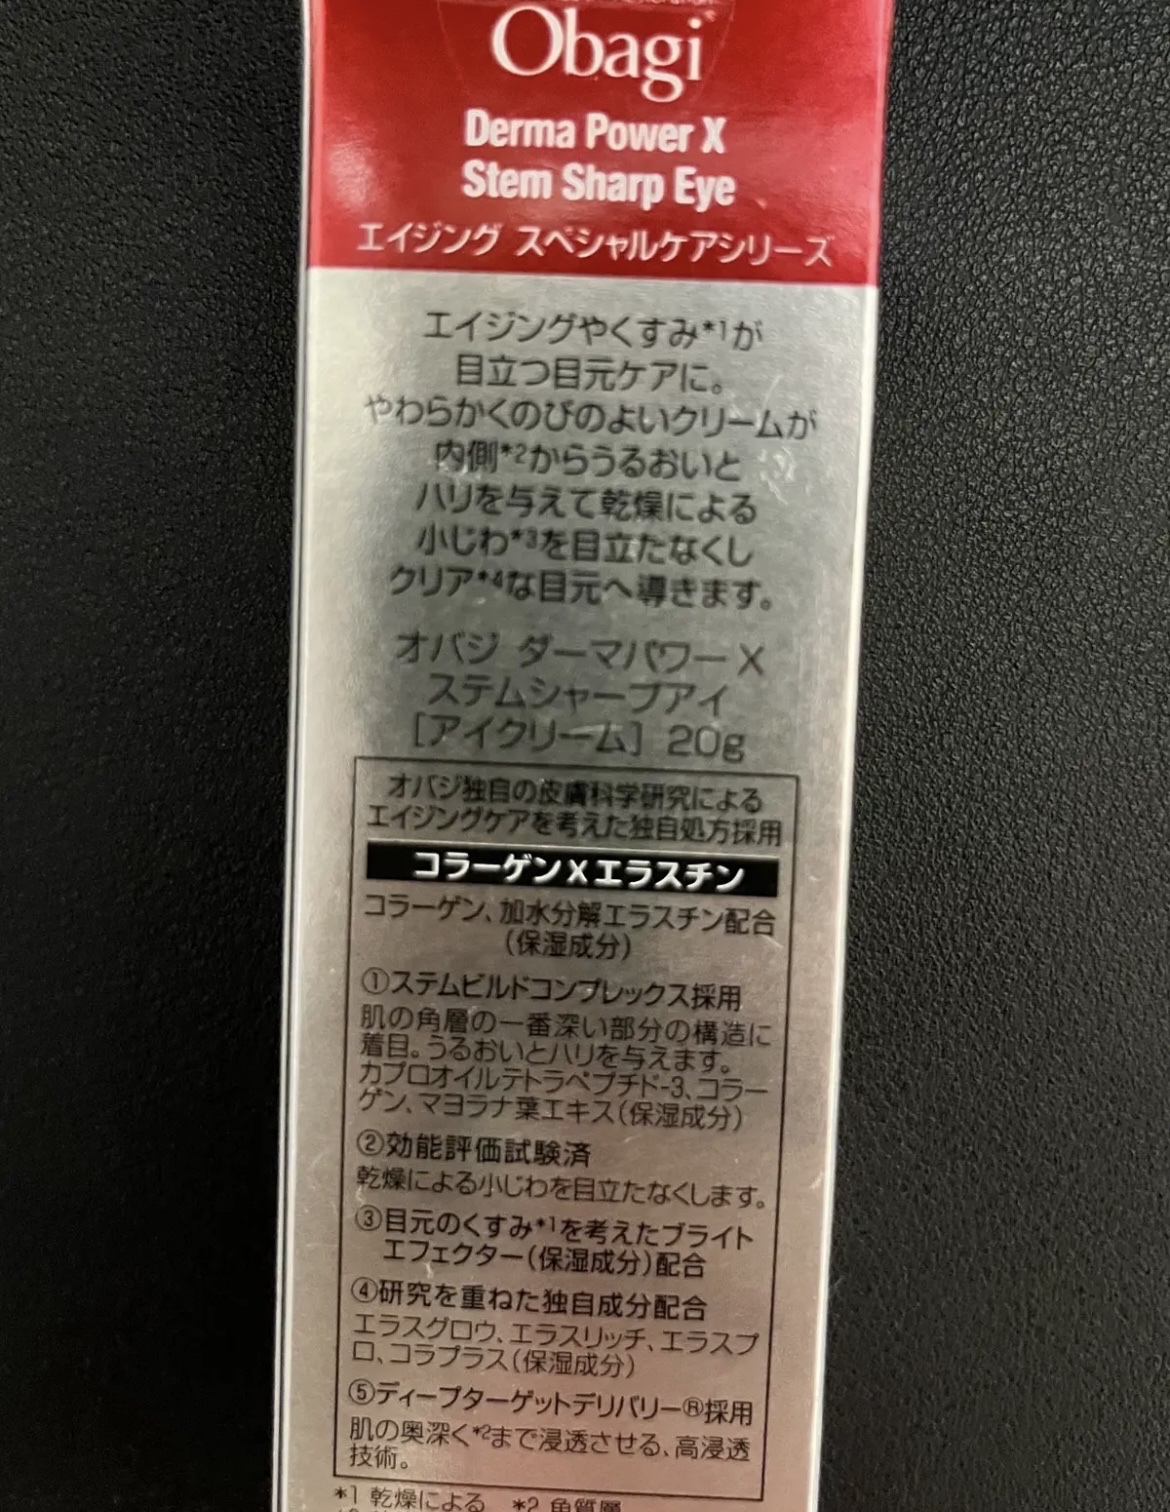 Obagi
Derma Power X
Stem Sharp Eye
エイジング スペシャルケアシリーズ
エイジングやくすみ*1が
目立つ目元ケアに。
やわらかくのびのよいクリームが
内側*2からうるおいと
ハリを与えて乾燥による
小じわ*3を目立たなくし
クリア*4な目元へ導きます。
オバジ ダーマパワーX
ステムシャープアイ
[アイクリーム] 20g
オバジ独自の皮膚科学研究による
エイジングケアを考えた独自処方採用
コラーゲンXエラスチン
コラーゲン、加水分解エラスチン配合
(保湿成分)
①ステムビルドコンプレックス採用
肌の角層の一番深い部分の構造に
着目。うるおいとハリを与えます。
カプロオイルテトラペプチド-3、コラー
ゲン、マヨラナ葉エキス(保湿成分)
②効能評価試験済
乾燥による小じわを目立たなくします。
③目元のくすみ*1を考えたブライト
エフェクター(保湿成分)配合
④研究を重ねた独自成分配合
エラスグロウ、エラスリッチ、エラスプ
ロ、コラプラス(保湿成分)
⑤ディープターゲットデリバリー®採用
肌の奥深く*2まで浸透させる、高浸透
技術。
*1 乾燥による *2 角質層